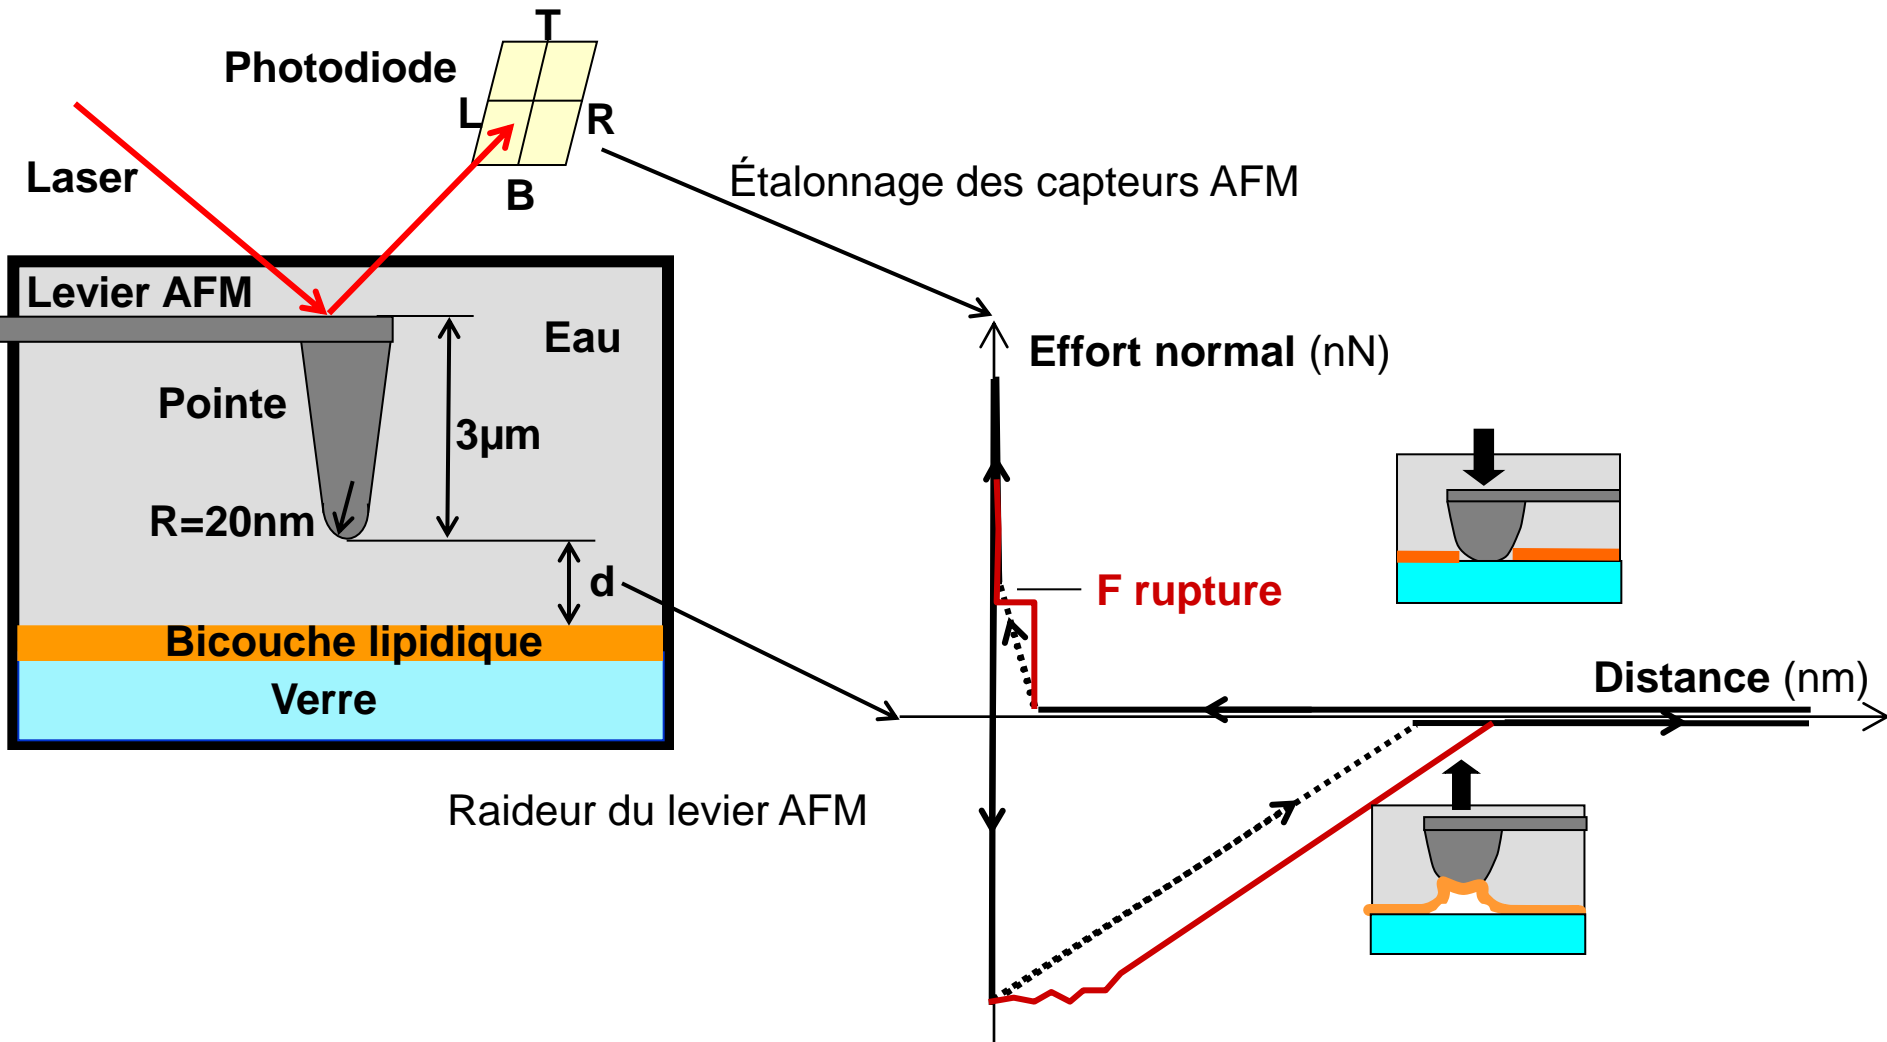 T
Photodiode
L
R
Laser
B
Étalonnage des capteurs AFM
Levier AFM
Eau
Effort normal (nN)
Pointe
3µm
R=20nm
d
F rupture
Bicouche lipidique
Distance (nm)
Verre
Raideur du levier AFM